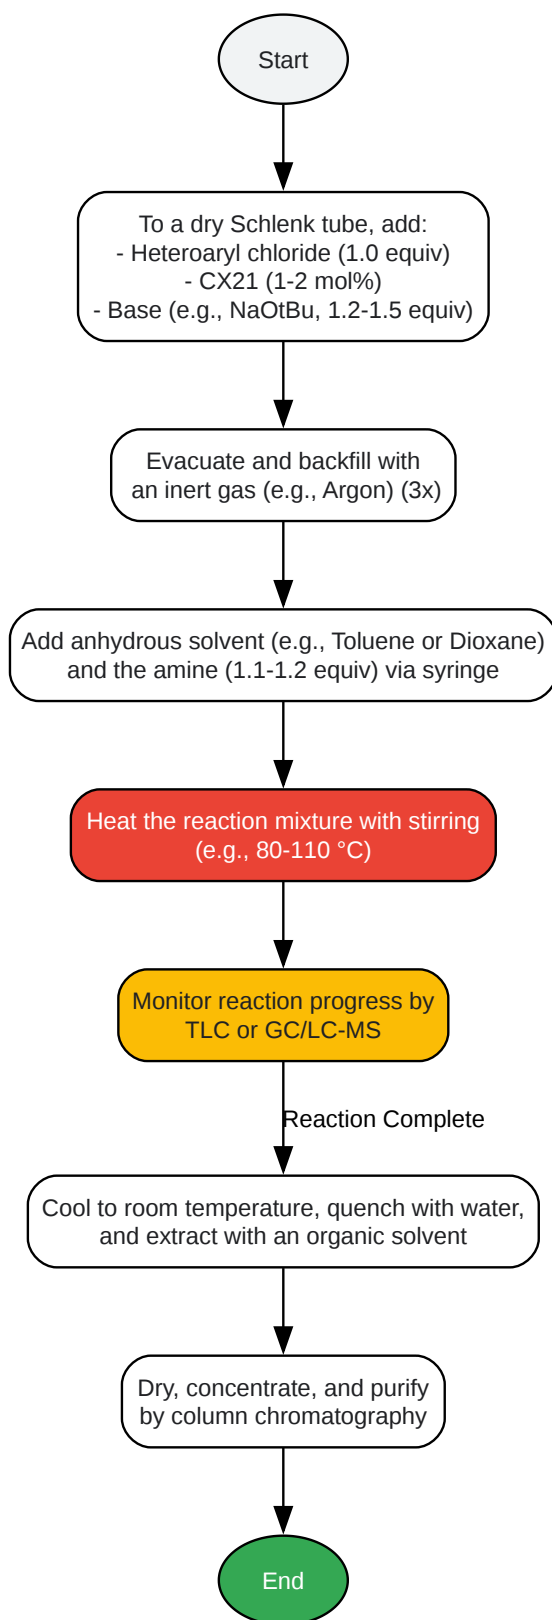 Start
To a dry Schlenk tube, add:
- Heteroaryl chloride (1.0 equiv)
- CX21 (1-2 mol%)
- Base (e.g., NaOtBu, 1.2-1.5 equiv)
Evacuate and backfill with
an inert gas (e.g., Argon) (3x)
Add anhydrous solvent (e.g., Toluene or Dioxane)
and the amine (1.1-1.2 equiv) via syringe
Heat the reaction mixture with stirring
(e.g., 80-110 °C)
Monitor reaction progress by
TLC or GC/LC-MS
Reaction Complete
Cool to room temperature, quench with water,
and extract with an organic solvent
Dry, concentrate, and purify
by column chromatography
End